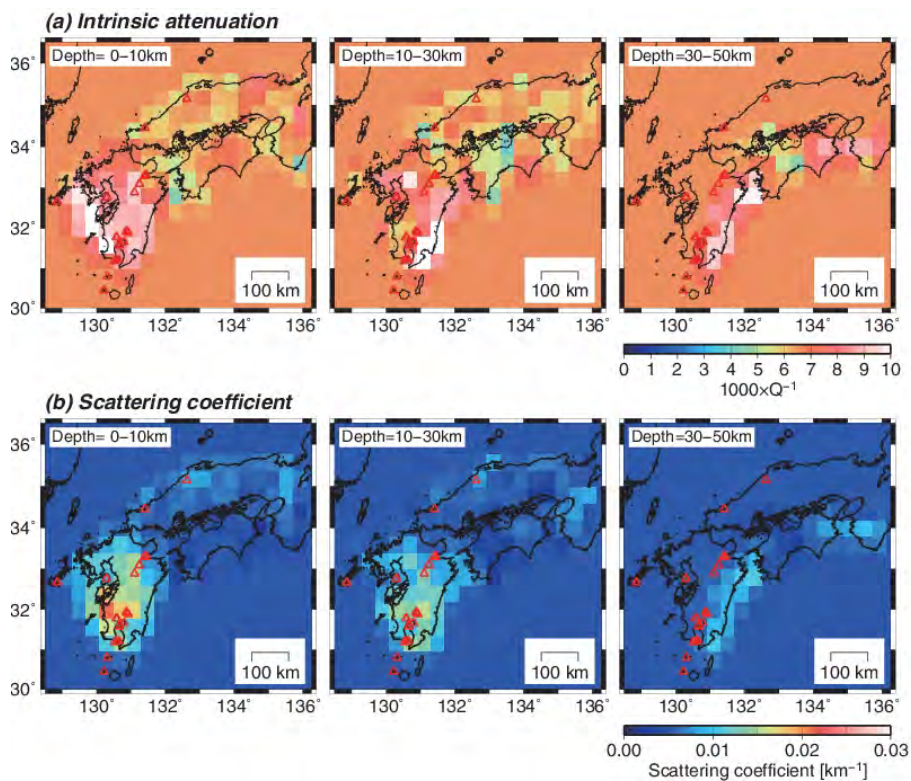 (a) Intrinsic attenuation
Depth= 0–10km
Depth=10–30km
Depth=30–50km
36°
34°
32°
30°
100 km
100 km
100 km
130°
132°
134°
136°
130°
132°
134°
136°
130°
132°
134°
136°
0 1 2 3 4 5 6 7 8 9 10
1000×Q⁻¹
(b) Scattering coefficient
Depth= 0–10km
Depth=10–30km
Depth=30–50km
36°
34°
32°
30°
100 km
100 km
100 km
130°
132°
134°
136°
130°
132°
134°
136°
130°
132°
134°
136°
0.00 0.01 0.02 0.03
Scattering coefficient [km⁻¹]